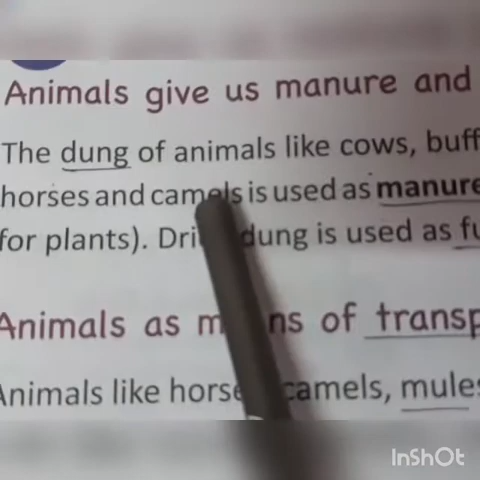 Animals give us manure and
The dung of animals like cows, buff
horses and camels is used as manure
for plants). Dri dung is used as fu
Animals as m ns of transp
Animals like horse camels, mules
InShOt